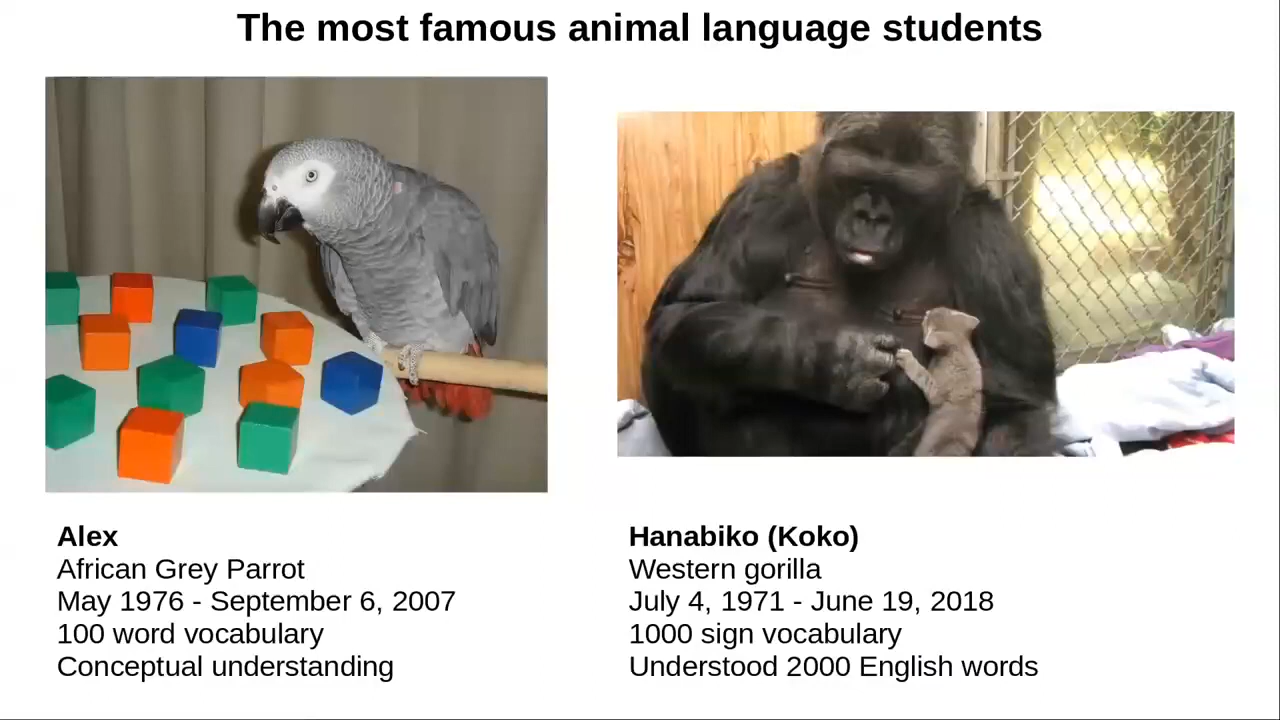 The most famous animal language students
Alex
African Grey Parrot
May 1976 - September 6, 2007
100 word vocabulary
Conceptual understanding
Hanabiko (Koko)
Western gorilla
July 4, 1971 - June 19, 2018
1000 sign vocabulary
Understood 2000 English words